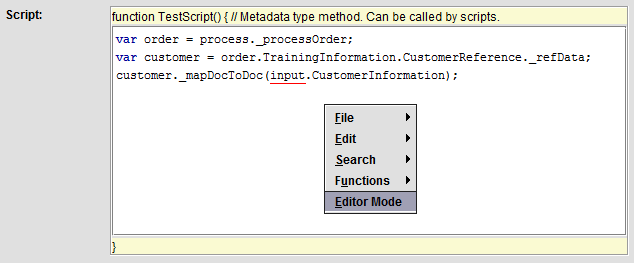 Script:
function TestScript() { // Metadata type method. Can be called by scripts.
var order = process._processOrder;
var customer = order.TrainingInformation.CustomerReference._refData;
customer._mapDocToDoc(input.CustomerInformation);
File
Edit
Search
Functions
Editor Mode
}